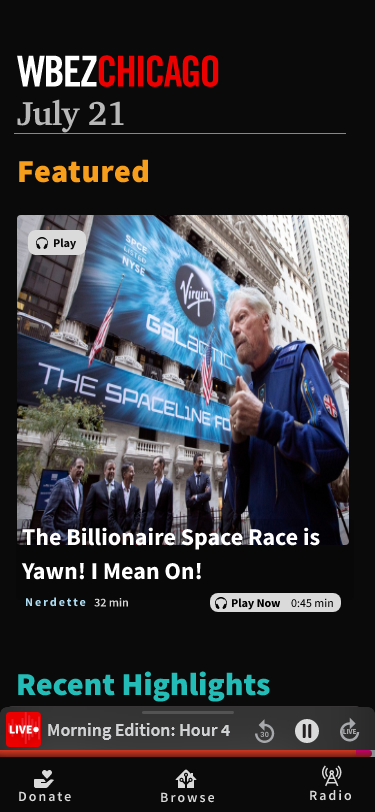 WBEZCHICAGO
July 21
Featured
Play
SPCE
LISTED
NYSE
Virgin
GALACTIC
THE SPACELINE FO
The Billionaire Space Race is
Yawn! I Mean On!
Nerdette 32 min
Play Now 0:45 min
Recent Highlights
LIVE
Morning Edition: Hour 4
30
LIVE
Donate
Browse
Radio